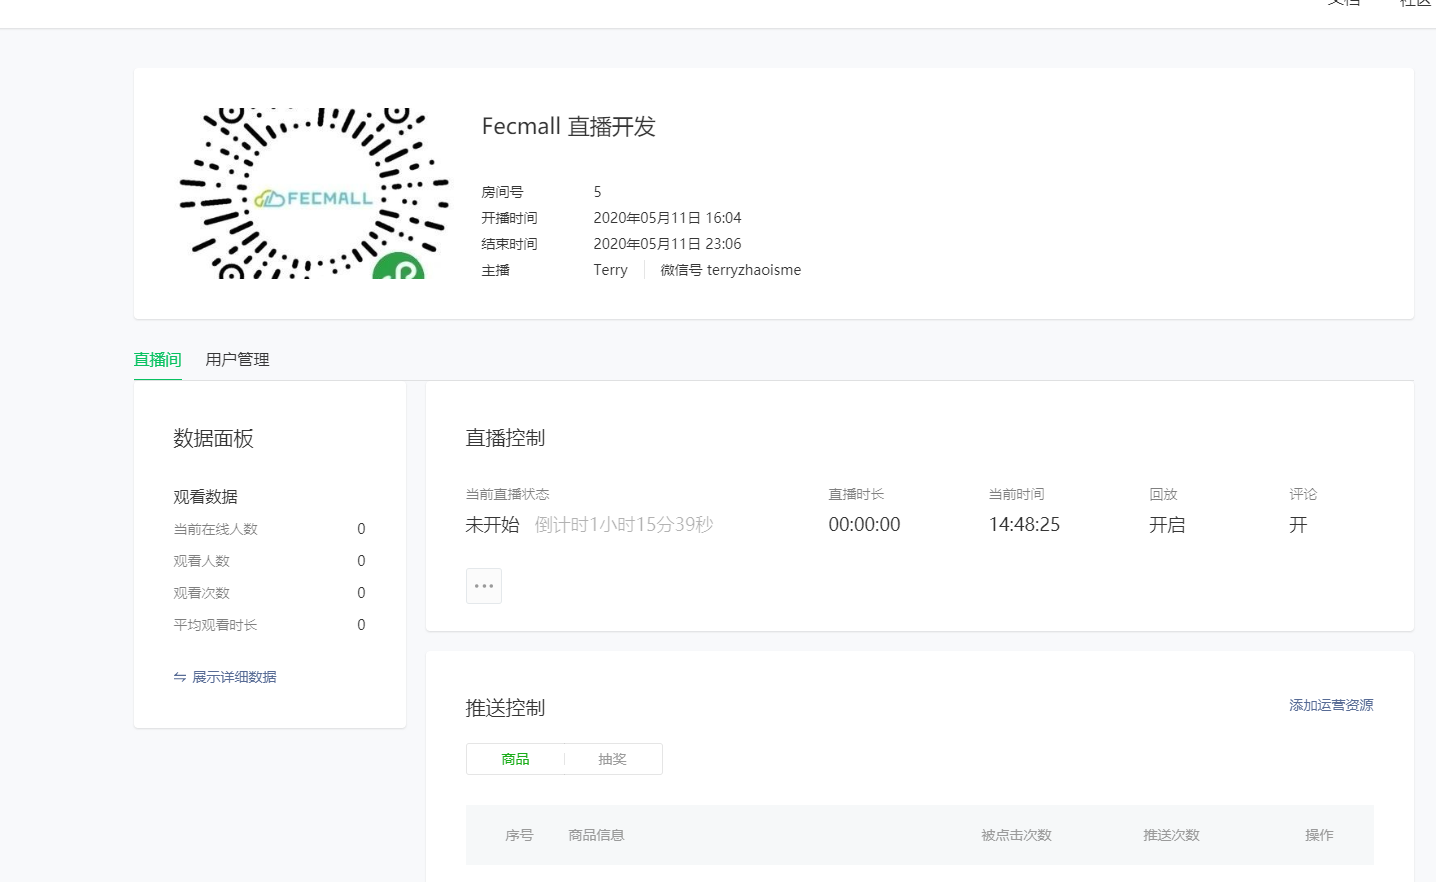 文档 社区
FECMALL
Fecmall 直播开发
房间号 5
开播时间 2020年05月11日 16:04
结束时间 2020年05月11日 23:06
主播 Terry 微信号 terryzhaoisme
直播间 用户管理
数据面板
观看数据
当前在线人数 0
观看人数 0
观看次数 0
平均观看时长 0
⇋ 展示详细数据
直播控制
当前直播状态 直播时长 当前时间 回放 评论
未开始 倒计时1小时15分39秒 00:00:00 14:48:25 开启 开
...
推送控制 添加运营资源
商品 抽奖
序号 商品信息 被点击次数 推送次数 操作